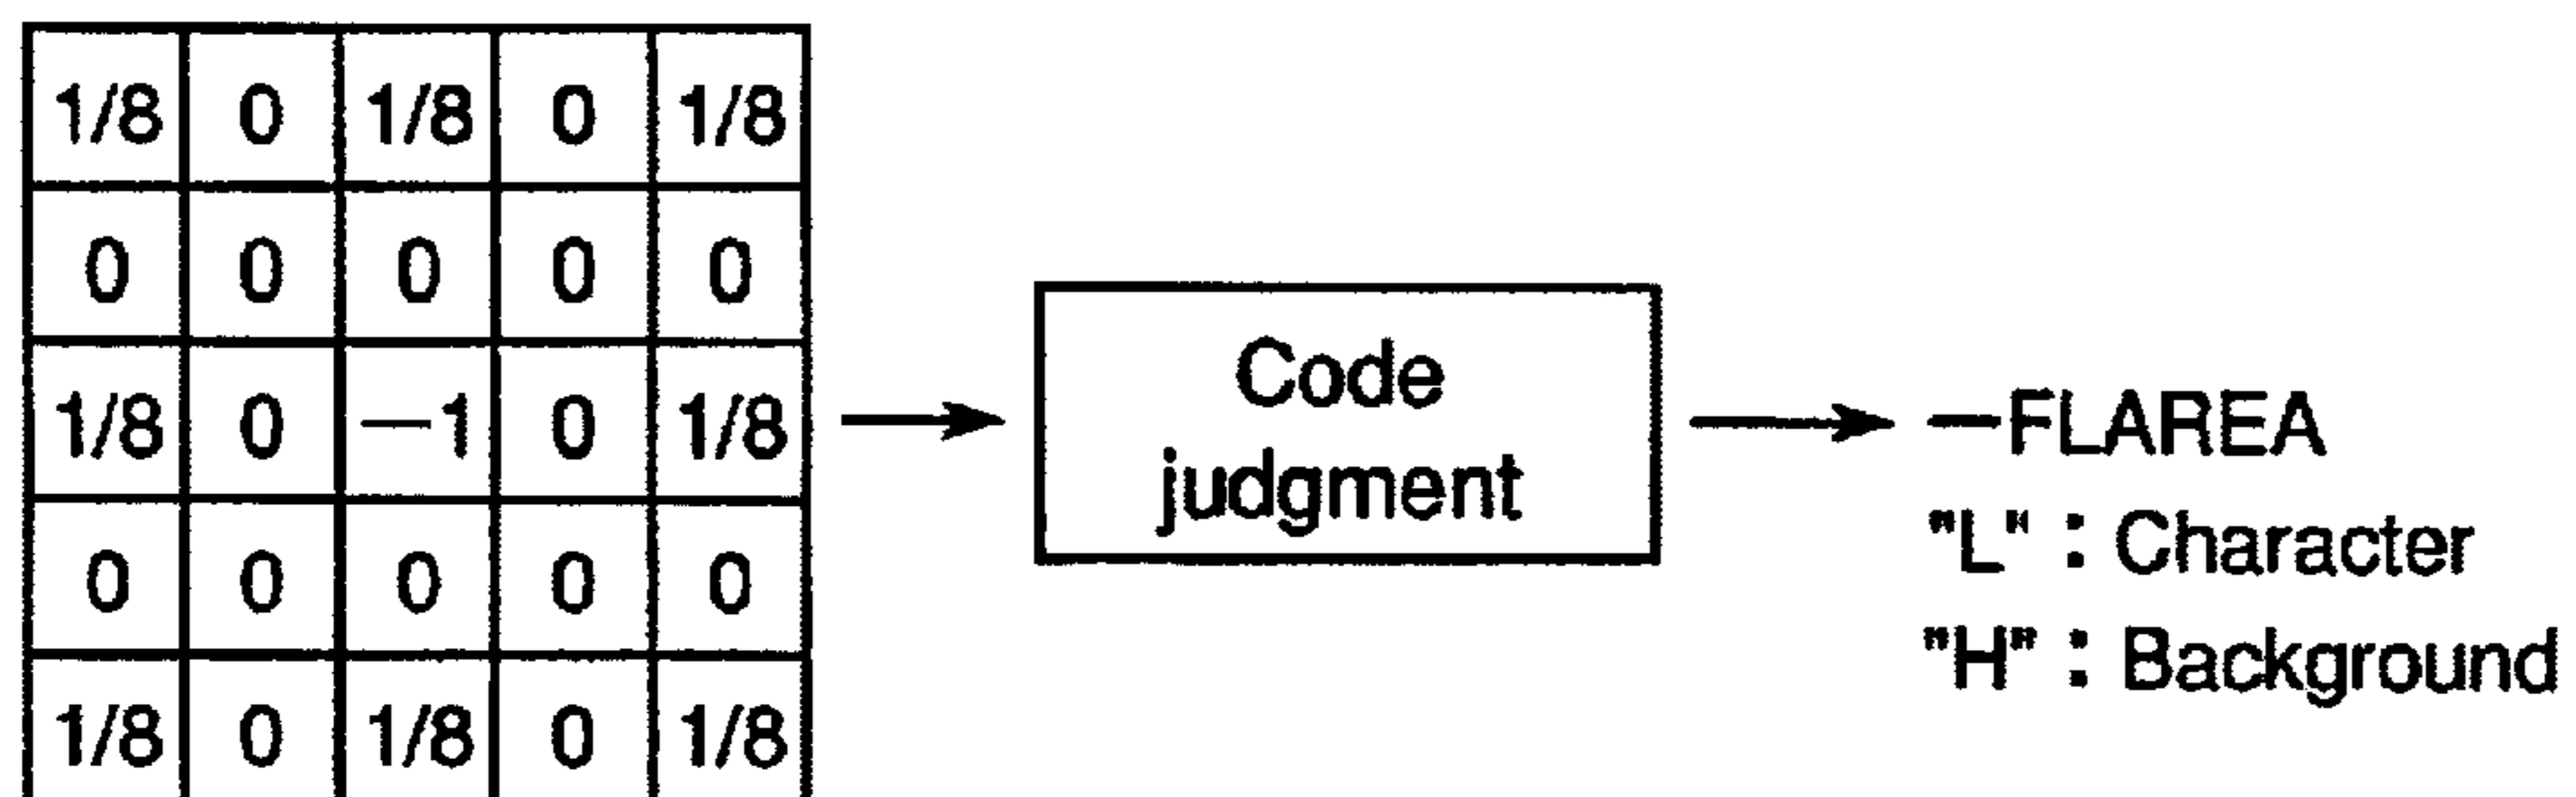 1/8 0 1/8 0 1/8
0 0 0 0 0
1/8 0 —1 0 1/8
0 0 0 0 0
1/8 0 1/8 0 1/8
Code
judgment
—FLAREA
"L" : Character
"H" : Background